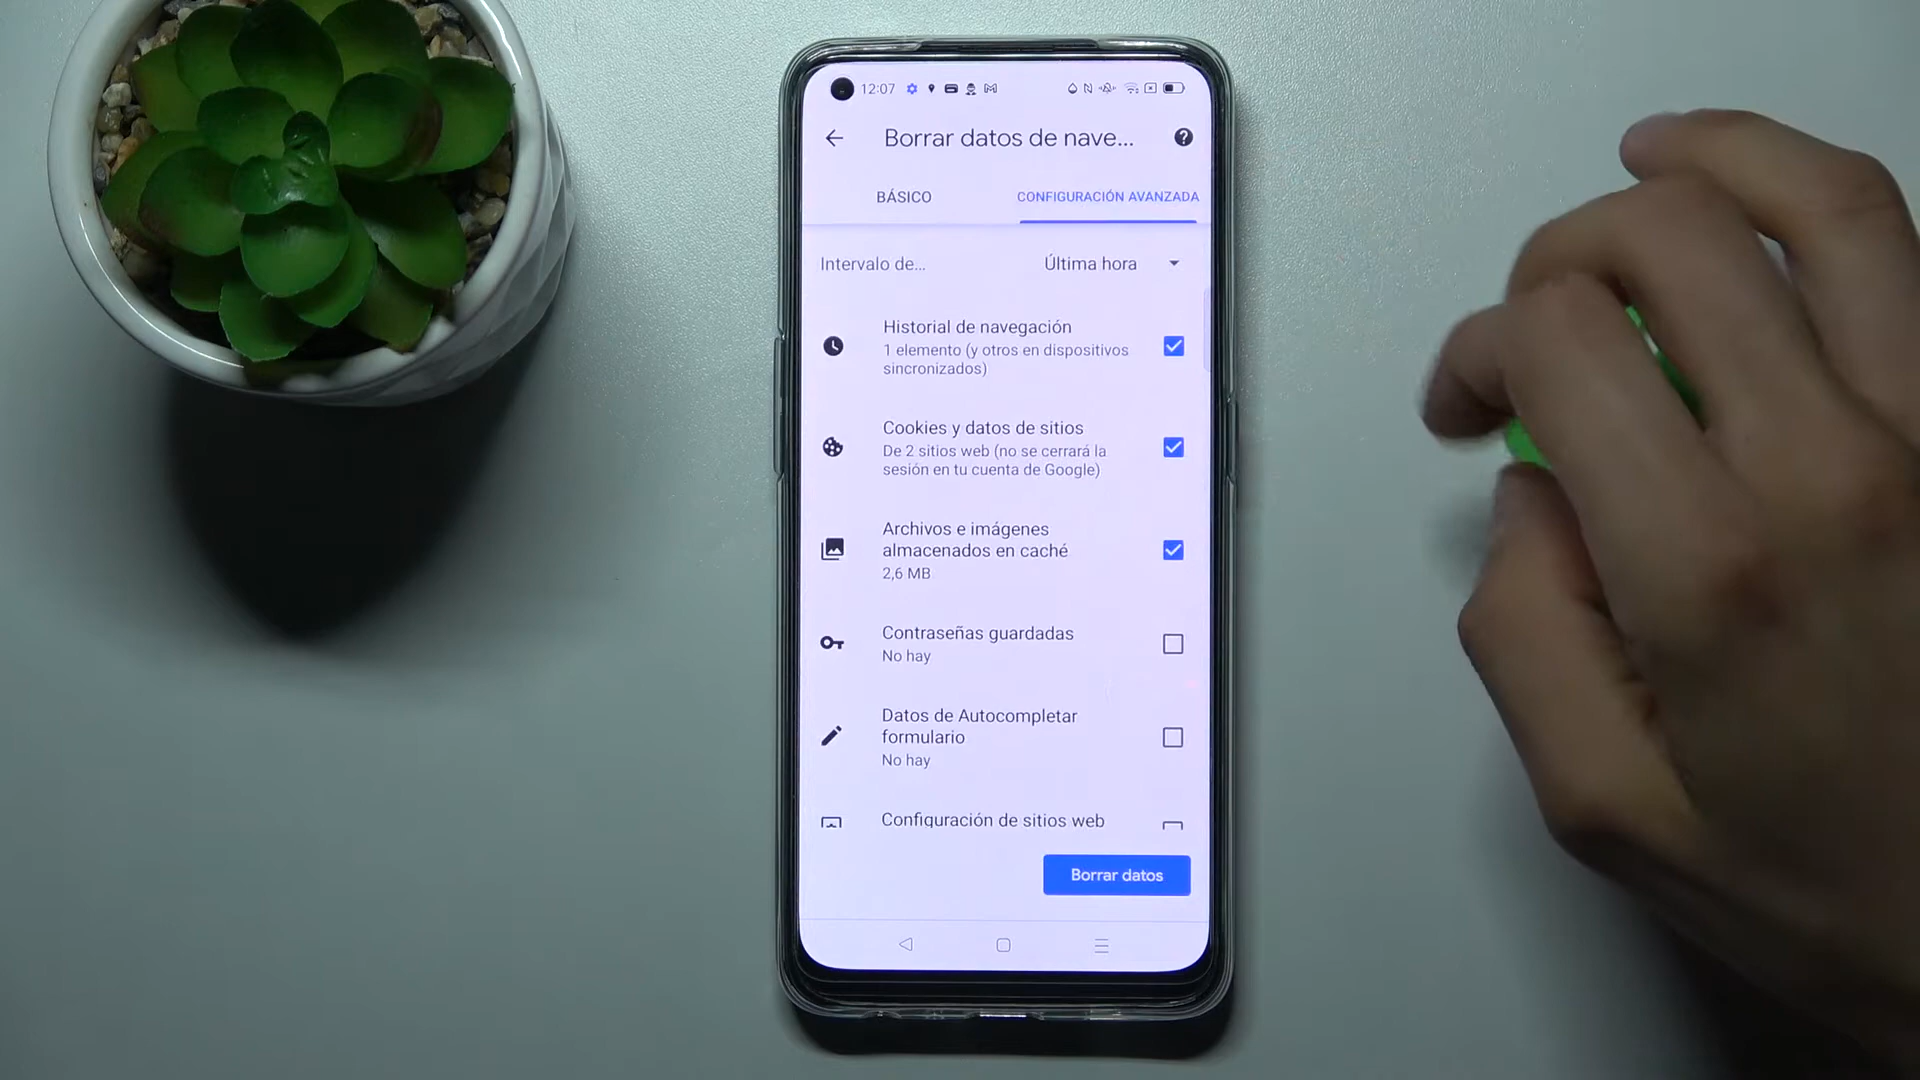 12:07
Borrar datos de nave...
BÁSICO
CONFIGURACIÓN AVANZADA
Intervalo de...
Última hora
Historial de navegación
1 elemento (y otros en dispositivos
sincronizados)
Cookies y datos de sitios
De 2 sitios web (no se cerrará la
sesión en tu cuenta de Google)
Archivos e imágenes
almacenados en caché
2,6 MB
Contraseñas guardadas
No hay
Datos de Autocompletar
formulario
No hay
Configuración de sitios web
Borrar datos